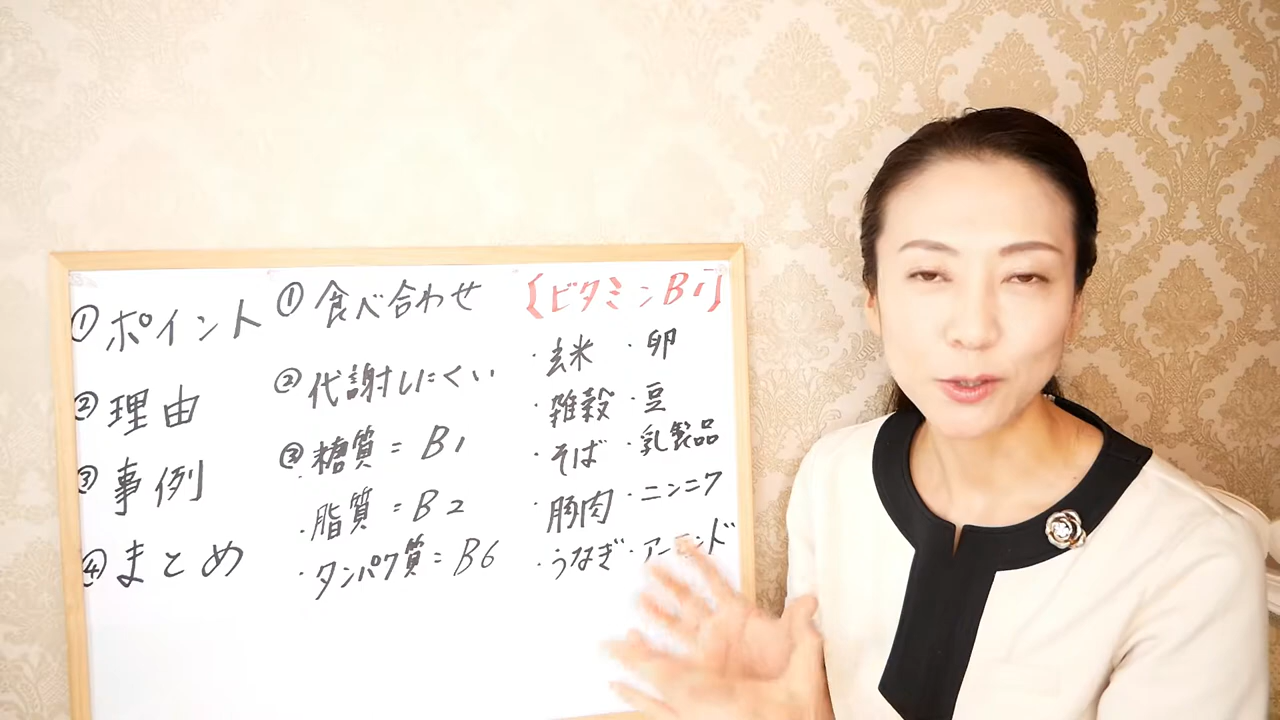 ① ポイント
② 理由
③ 事例
④ まとめ
① 食べ合わせ
② 代謝しにくい
③ 糖質 = B1
・脂質 = B2
・タンパク質 = B6
【ビタミンB1】
・玄米 ・卵
・雑穀 ・豆
・そば ・乳製品
・豚肉 ・ニンニク
・うなぎ ・アーモンド